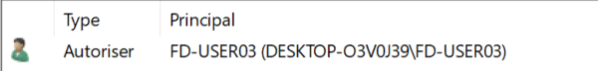 Type Principal
Autoriser FD-USER03 (DESKTOP-O3V0J39\FD-USER03)